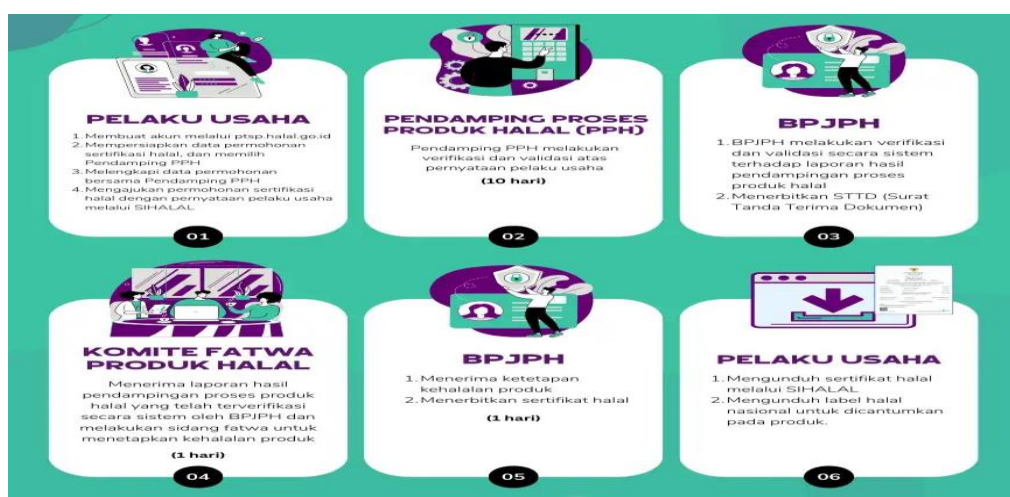 PELAKU USAHA
1. Membuat akun melalui ptsp.halal.go.id
2. Mempersiapkan data permohonan
sertifikasi halal, dan memilih
Pendamping PPH
3. Melengkapi data permohonan
bersama Pendamping PPH
4. Mengajukan permohonan sertifikasi
halal dengan pernyataan pelaku usaha
melalui SIHALAL
01
PENDAMPING PROSES
PRODUK HALAL (PPH)
Pendamping PPH melakukan
verifikasi dan validasi atas
pernyataan pelaku usaha
(10 hari)
02
BPJPH
1. BPJPH melakukan verifikasi
dan validasi secara sistem
terhadap laporan hasil
pendampingan proses
produk halal
2. Menerbitkan STTD (Surat
Tanda Terima Dokumen)
03
KOMITE FATWA
PRODUK HALAL
Menerima laporan hasil
pendampingan proses produk
halal yang telah terverifikasi
secara sistem oleh BPJPH dan
melakukan sidang fatwa untuk
menetapkan kehalalan produk
(1 hari)
04
BPJPH
1. Menerima ketetapan
kehalalan produk
2. Menerbitkan sertifikat halal
(1 hari)
05
PELAKU USAHA
1. Mengunduh sertifikat halal
melalui SIHALAL
2. Mengunduh label halal
nasional untuk dicantumkan
pada produk.
06